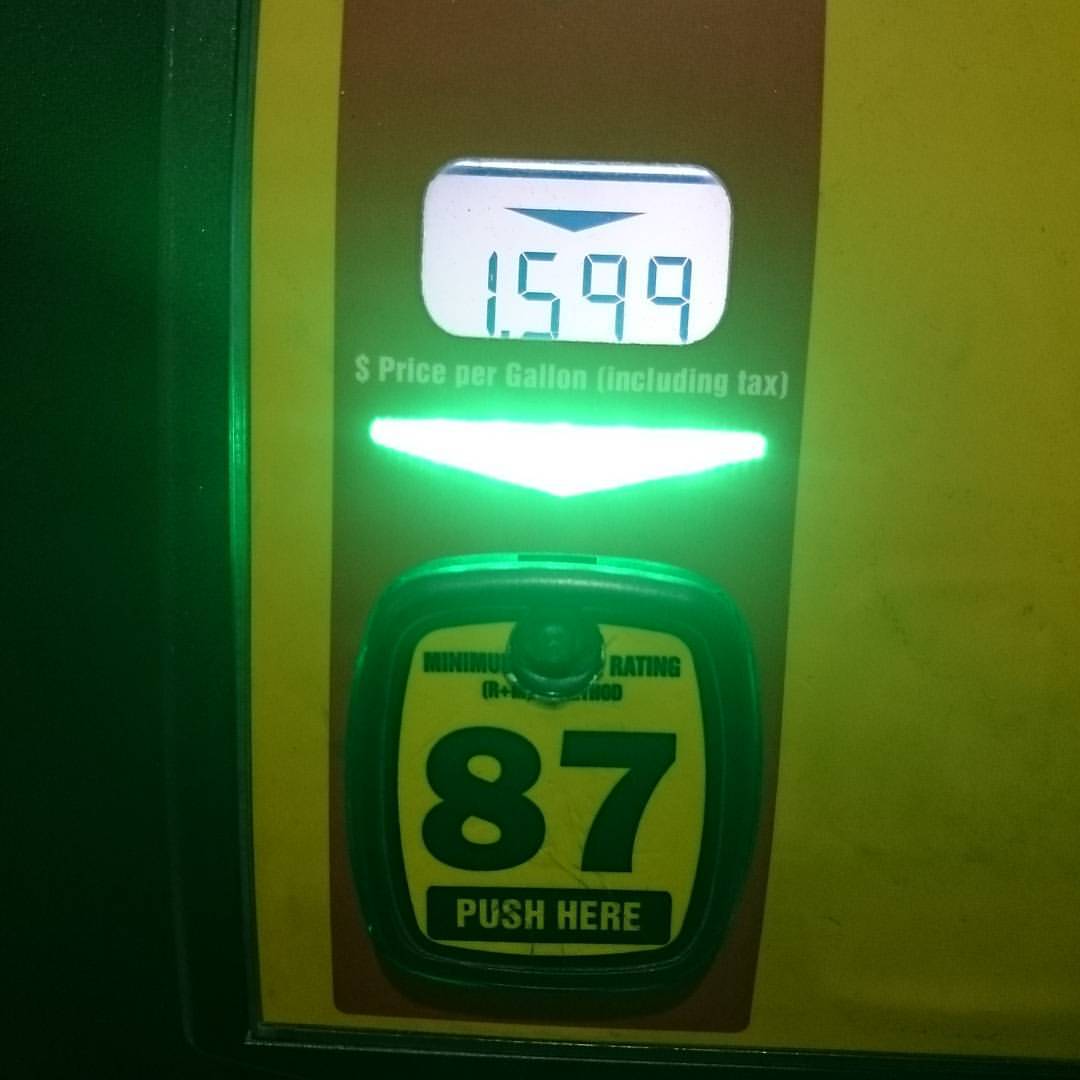 1.599
$ Price per Gallon (including tax)
RATING
87
PUSH HERE